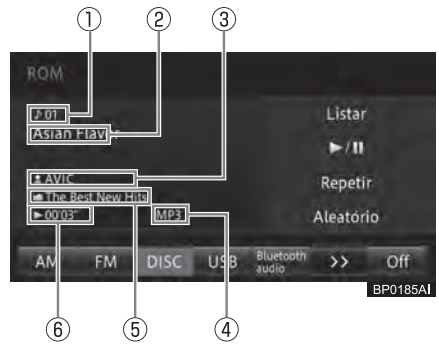 ① ② ③
ROM
♪ 01
Asian Flavor
Listar
►/II
AVIC
Repetir
The Best New Hits
►00'03" MP3
Aleatório
AM FM DISC USB Bluetooth audio >> Off
BP0185AI
⑥ ⑤ ④